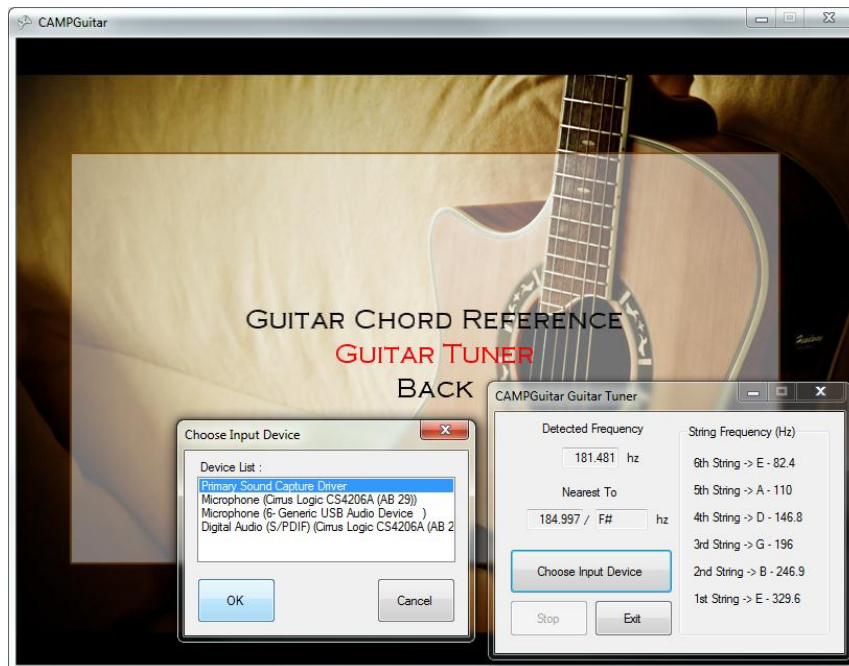 CAMPGuitar
GUITAR CHORD REFERENCE
GUITAR TUNER
BACK
Choose Input Device
Device List :
Primary Sound Capture Driver
Microphone (Cirrus Logic CS4206A (AB 29))
Microphone (6- Generic USB Audio Device )
Digital Audio (S/PDIF) (Cirrus Logic CS4206A (AB 2
OK
Cancel
CAMPGuitar Guitar Tuner
Detected Frequency
181.481 hz
Nearest To
184.997 / F# hz
Choose Input Device
Stop
Exit
String Frequency (Hz)
6th String -> E - 82.4
5th String -> A - 110
4th String -> D - 146.8
3rd String -> G - 196
2nd String -> B - 246.9
1st String -> E - 329.6
Headway